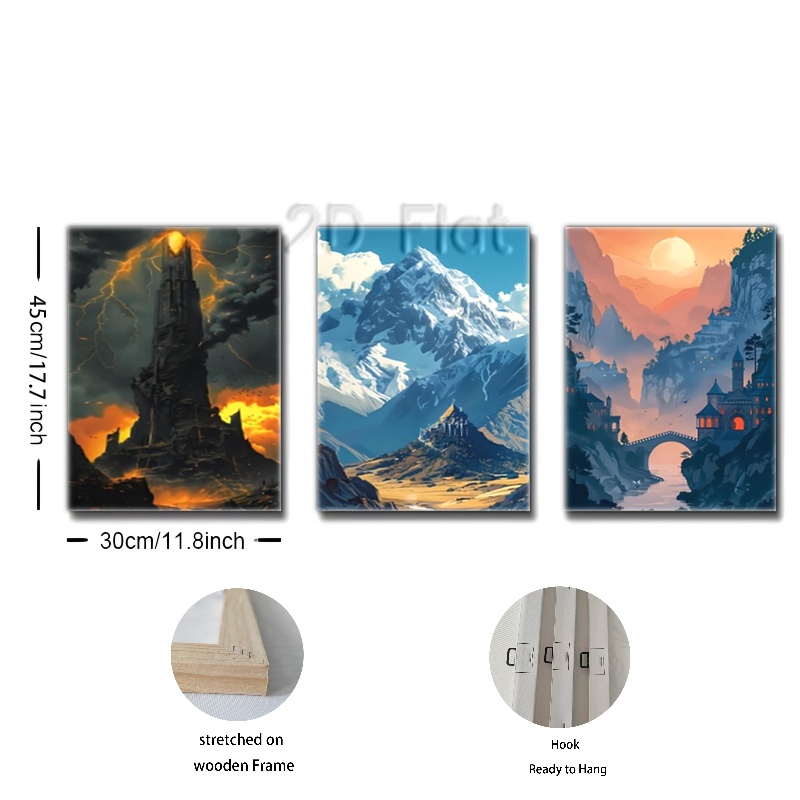 2D Flat
45cm/17.7inch
30cm/11.8inch
stretched on
wooden Frame
Hook
Ready to Hang